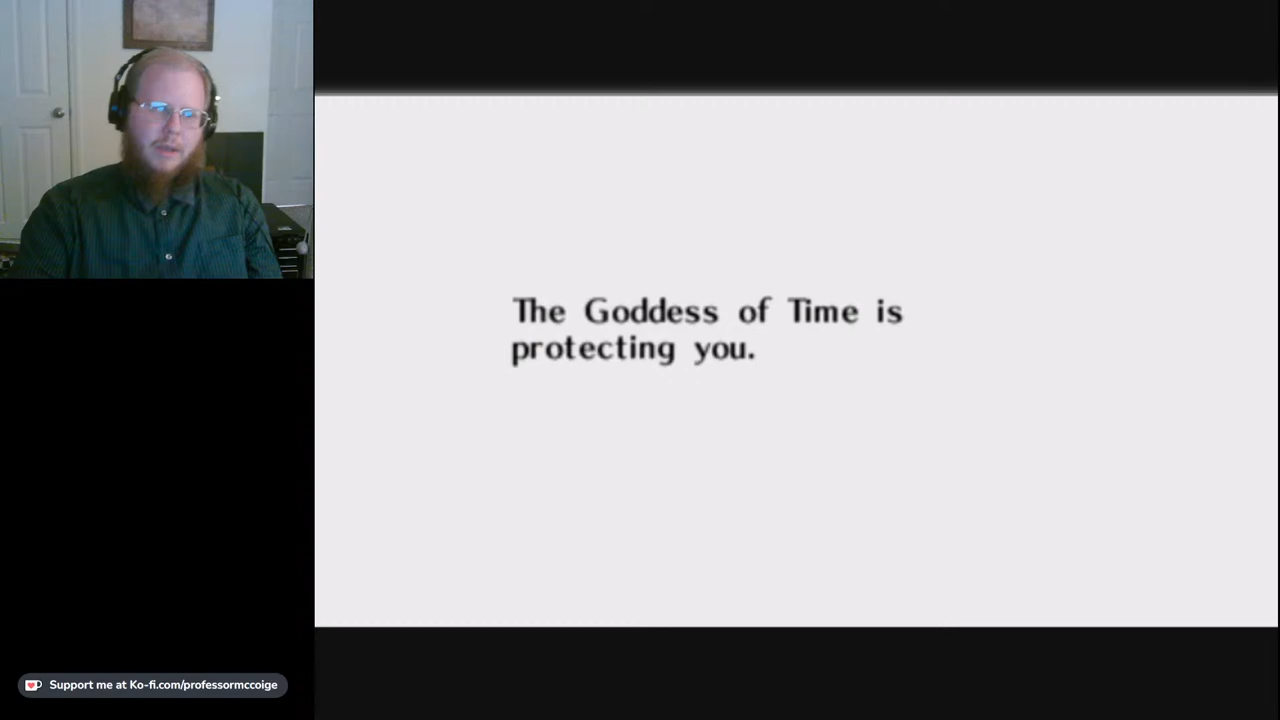 The Goddess of Time is
protecting you.
Support me at Ko-fi.com/professormccoige